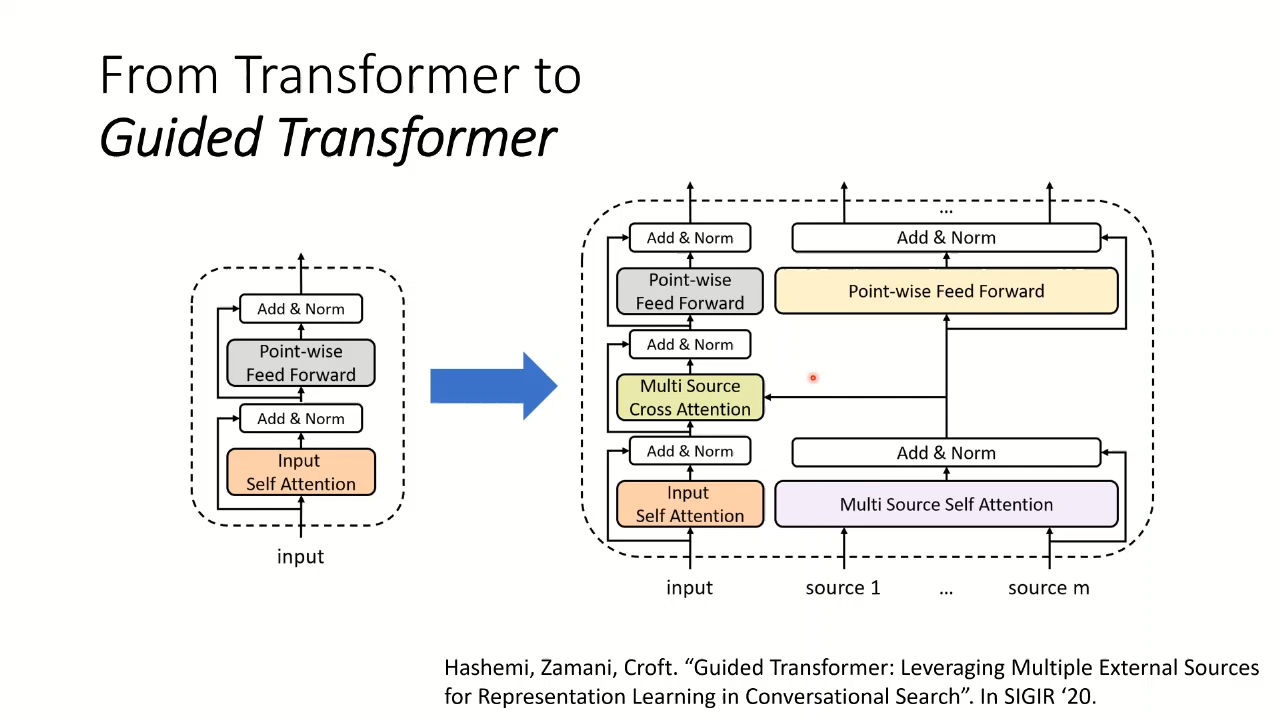 From Transformer to
Guided Transformer
Add & Norm
Point-wise
Feed Forward
Add & Norm
Input
Self Attention
input
Add & Norm
Point-wise
Feed Forward
Add & Norm
Multi Source
Cross Attention
Add & Norm
Input
Self Attention
input
...
Add & Norm
Point-wise Feed Forward
Add & Norm
Multi Source Self Attention
source 1
...
source m
Hashemi, Zamani, Croft. “Guided Transformer: Leveraging Multiple External Sources
for Representation Learning in Conversational Search”. In SIGIR ‘20.